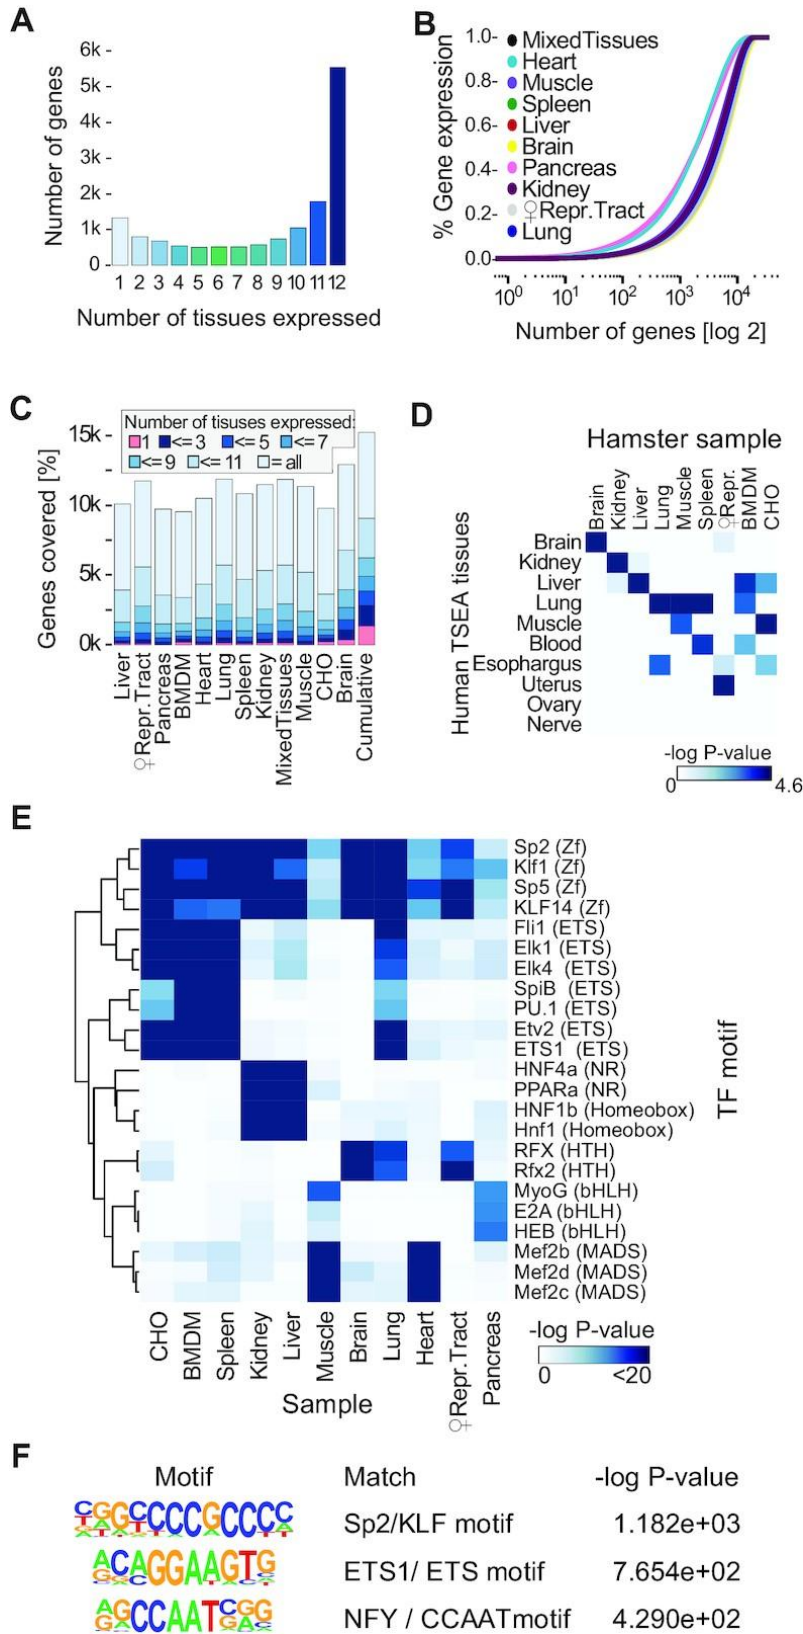 A
6k
5k
4k
3k
2k
1k
0
Number of genes
1 2 3 4 5 6 7 8 9 10 11 12
Number of tissues expressed
B
1.0
0.8
0.6
0.4
0.2
0.0
% Gene expression
MixedTissues
Heart
Muscle
Spleen
Liver
Brain
Pancreas
Kidney
♀Repr.Tract
Lung
10^0 10^1 10^2 10^3 10^4
Number of genes [log 2]
C
Number of tisuses expressed:
1 <= 3 <= 5 <= 7
<= 9 <= 11 = all
15k
10k
5k
0k
Genes covered [%]
Liver
♀Repr.Tract
Pancreas
BMDM
Heart
Lung
Spleen
Kidney
MixedTissues
Muscle
CHO
Brain
Cumulative
D
Hamster sample
Brain
Kidney
Liver
Lung
Muscle
Spleen
♀Repr.
BMDM
CHO
Human TSEA tissues
Brain
Kidney
Liver
Lung
Muscle
Blood
Esophargus
Uterus
Ovary
Nerve
-log P-value
0 4.6
E
Sp2 (Zf)
Klf1 (Zf)
Sp5 (Zf)
KLF14 (Zf)
Fli1 (ETS)
Elk1 (ETS)
Elk4 (ETS)
SpiB (ETS)
PU.1 (ETS)
Etv2 (ETS)
ETS1 (ETS)
HNF4a (NR)
PPARa (NR)
HNF1b (Homeobox)
Hnf1 (Homeobox)
RFX (HTH)
Rfx2 (HTH)
MyoG (bHLH)
E2A (bHLH)
HEB (bHLH)
Mef2b (MADS)
Mef2d (MADS)
Mef2c (MADS)
TF motif
CHO
BMDM
Spleen
Kidney
Liver
Muscle
Brain
Lung
Heart
♀Repr.Tract
Pancreas
Sample
-log P-value
0 <20
F
Motif Match -log P-value
CGGCCCCGCCCC Sp2/KLF motif 1.182e+03
ACAGGAAGTG ETS1/ ETS motif 7.654e+02
AGCCAATCGG NFY / CCAATmotif 4.290e+02